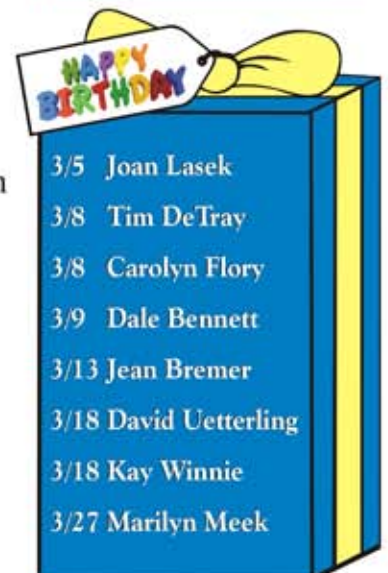 HAPPY
BIRTHDAY
3/5 Joan Lasek
3/8 Tim DeTray
3/8 Carolyn Flory
3/9 Dale Bennett
3/13 Jean Bremer
3/18 David Uetterling
3/18 Kay Winnie
3/27 Marilyn Meek